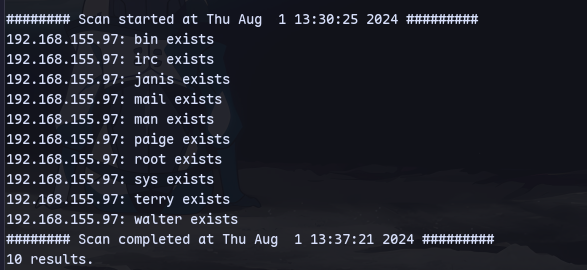 ######## Scan started at Thu Aug  1 13:30:25 2024 #########
192.168.155.97: bin exists
192.168.155.97: irc exists
192.168.155.97: janis exists
192.168.155.97: mail exists
192.168.155.97: man exists
192.168.155.97: paige exists
192.168.155.97: root exists
192.168.155.97: sys exists
192.168.155.97: terry exists
192.168.155.97: walter exists
######## Scan completed at Thu Aug  1 13:37:21 2024 #########
10 results.